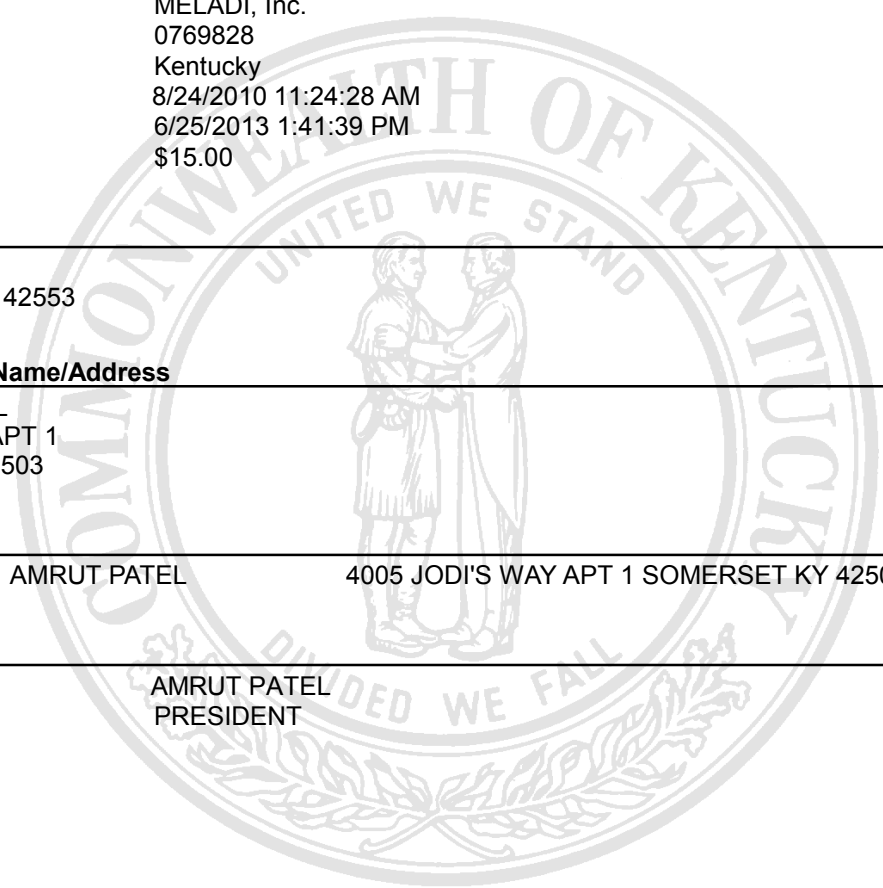 MELADI, Inc.
0769828
Kentucky
8/24/2010 11:24:28 AM
6/25/2013 1:41:39 PM
$15.00
42553
Name/Address
APT 1
503
AMRUT PATEL 4005 JODI'S WAY APT 1 SOMERSET KY 4250
AMRUT PATEL
PRESIDENT
COMMONWEALTH OF KENTUCKY
UNITED WE STAND
DIVIDED WE FALL